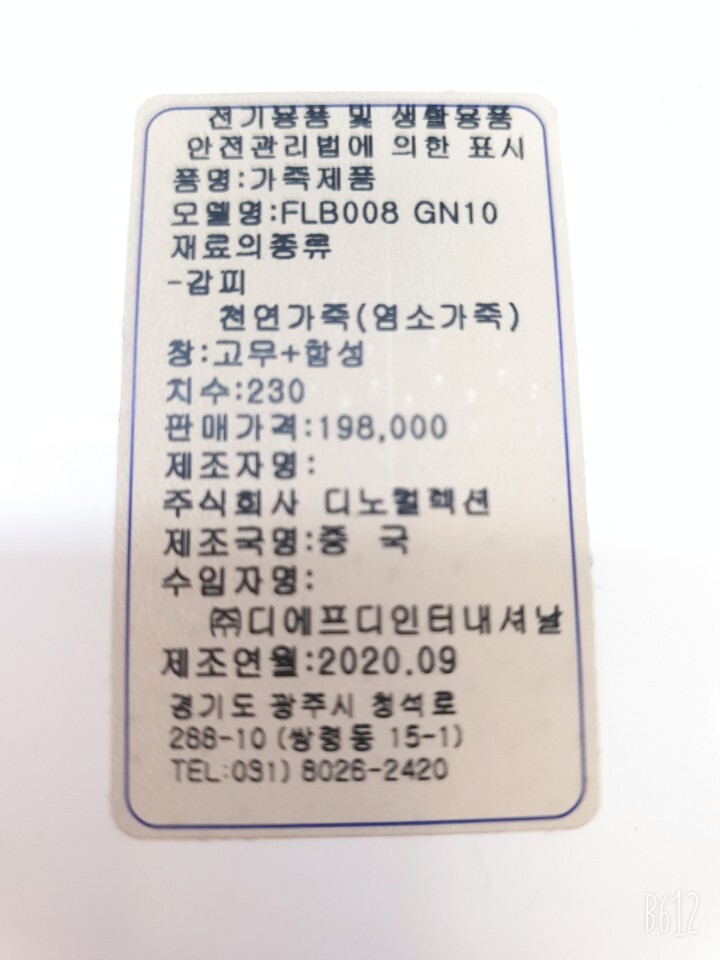 전기용품 및 생활용품
안전관리법에 의한 표시
품명:가죽제품
모델명:FLB008 GN10
재료의종류
-갑피
천연가죽(염소가죽)
창:고무+합성
치수:230
판매가격:198,000
제조자명:
주식회사 디노컬렉션
제조국명:중 국
수입자명:
㈜디에프디인터내셔날
제조연월:2020.09
경기도 광주시 청석로
288-10 (쌍령동 15-1)
TEL:031) 8026-2420
B612